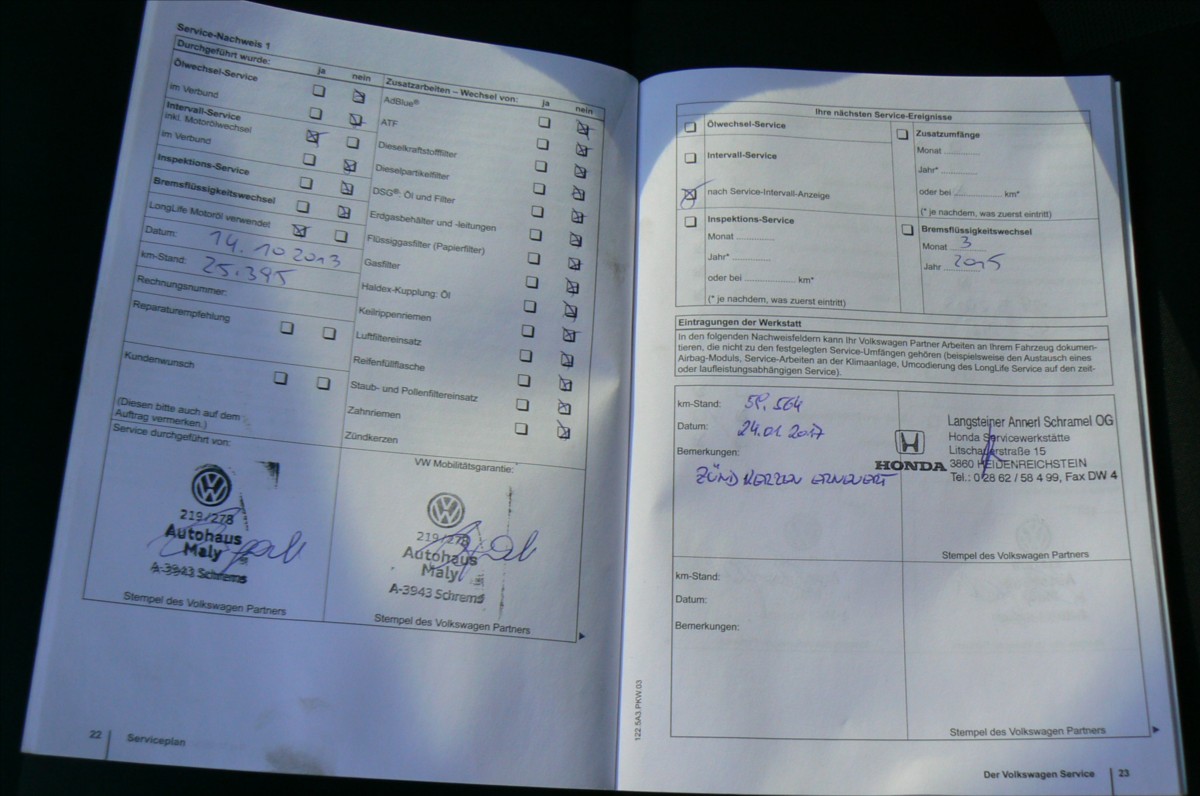 Service-Nachweis 1
Durchgeführt wurde:
ja nein
Ölwechsel-Service
im Verbund
Intervall-Service
inkl. Motorölwechsel
im Verbund
Inspektions-Service
Bremsflüssigkeitswechsel
LongLife Motoröl verwendet
Datum: 14.10 2013
km-Stand: 25.395
Rechnungsnummer:
Reparaturempfehlung
Kundenwunsch
(Diesen bitte auch auf dem
Auftrag vermerken.)
Zusatzarbeiten – Wechsel von: ja nein
AdBlue®
ATF
Dieselkraftstofffilter
Dieselpartikelfilter
DSG®: Öl und Filter
Erdgasbehälter und -leitungen
Flüssiggasfilter (Papierfilter)
Gasfilter
Haldex-Kupplung: Öl
Keilrippenriemen
Luftfiltereinsatz
Reifenfüllflasche
Staub- und Pollenfiltereinsatz
Zahnriemen
Zündkerzen
Service durchgeführt von:
219/278
Autohaus
Maly
A-3943 Schrems
Stempel des Volkswagen Partners
VW Mobilitätsgarantie:
219/278
Autohaus
Maly
A-3943 Schrems
Stempel des Volkswagen Partners
22 Serviceplan
Ihre nächsten Service-Ereignisse
Ölwechsel-Service
Intervall-Service
nach Service-Intervall-Anzeige
Inspektions-Service
Monat ............
Jahr* ............
oder bei ............ km*
(* je nachdem, was zuerst eintritt)
Zusatzumfänge
Monat ............
Jahr* ............
oder bei ............ km*
(* je nachdem, was zuerst eintritt)
Bremsflüssigkeitswechsel
Monat 3
Jahr 2015
Eintragungen der Werkstatt
In den folgenden Nachweisfeldern kann Ihr Volkswagen Partner Arbeiten an Ihrem Fahrzeug dokumen-
tieren, die nicht zu den festgelegten Service-Umfängen gehören (beispielsweise den Austausch eines
Airbag-Moduls, Service-Arbeiten an der Klimaanlage, Umcodierung des LongLife Service auf den zeit-
oder laufleistungsabhängigen Service).
km-Stand: 58.564
Datum: 24.01.2017
Bemerkungen:
ZÜNDKERZEN ERNEUERT
HONDA
Langsteiner Annerl Schramel OG
Honda Servicewerkstätte
Litschauerstraße 15
3860 HEIDENREICHSTEIN
Tel.: 0 28 62 / 58 4 99, Fax DW 4
Stempel des Volkswagen Partners
km-Stand:
Datum:
Bemerkungen:
Stempel des Volkswagen Partners
122.5A3.PKW.03
Der Volkswagen Service 23